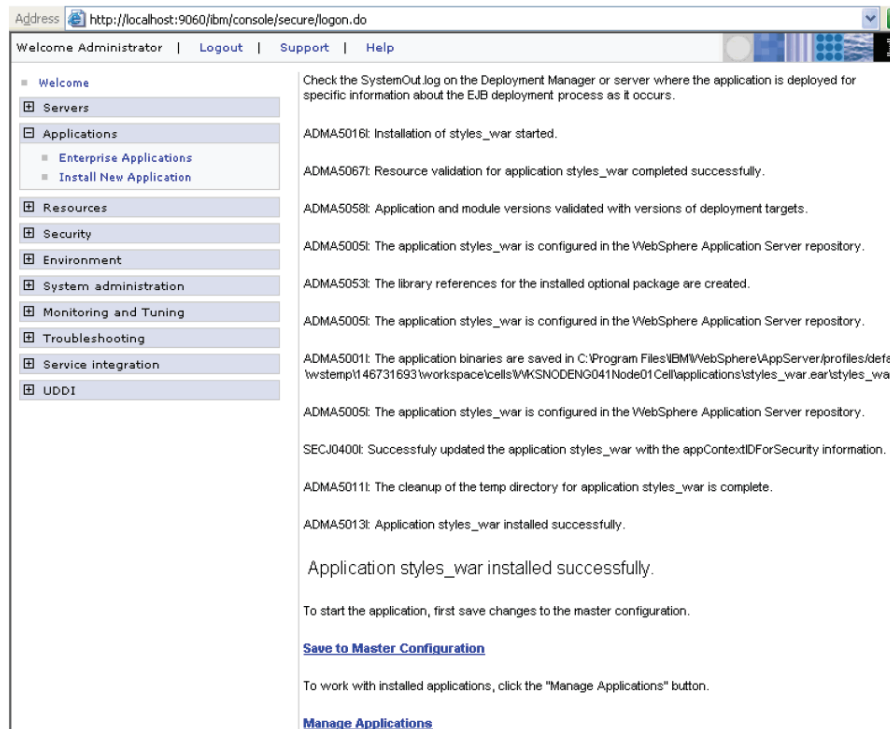 Address http://localhost:9060/ibm/console/secure/logon.do
Welcome Administrator | Logout | Support | Help
Welcome
Servers
Applications
Enterprise Applications
Install New Application
Resources
Security
Environment
System administration
Monitoring and Tuning
Troubleshooting
Service integration
UDDI
Check the SystemOut.log on the Deployment Manager or server where the application is deployed for
specific information about the EJB deployment process as it occurs.
ADMA5016I: Installation of styles_war started.
ADMA5067I: Resource validation for application styles_war completed successfully.
ADMA5058I: Application and module versions validated with versions of deployment targets.
ADMA5005I: The application styles_war is configured in the WebSphere Application Server repository.
ADMA5053I: The library references for the installed optional package are created.
ADMA5005I: The application styles_war is configured in the WebSphere Application Server repository.
ADMA5001I: The application binaries are saved in C:\Program Files\IBM\WebSphere\AppServer/profiles/defa
\wstemp\146731693\workspace\cells\WKSNODENG041Node01Cell\applications\styles_war.ear\styles_wa
ADMA5005I: The application styles_war is configured in the WebSphere Application Server repository.
SECJ0400I: Successfuly updated the application styles_war with the appContextIDForSecurity information.
ADMA5011I: The cleanup of the temp directory for application styles_war is complete.
ADMA5013I: Application styles_war installed successfully.
Application styles_war installed successfully.
To start the application, first save changes to the master configuration.
Save to Master Configuration
To work with installed applications, click the "Manage Applications" button.
Manage Applications